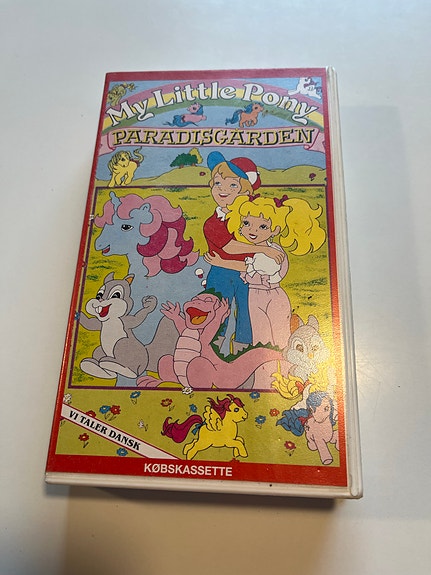 My Little Pony
PARADISGÅRDEN
VI TALER DANSK
KØBSKASSETTE